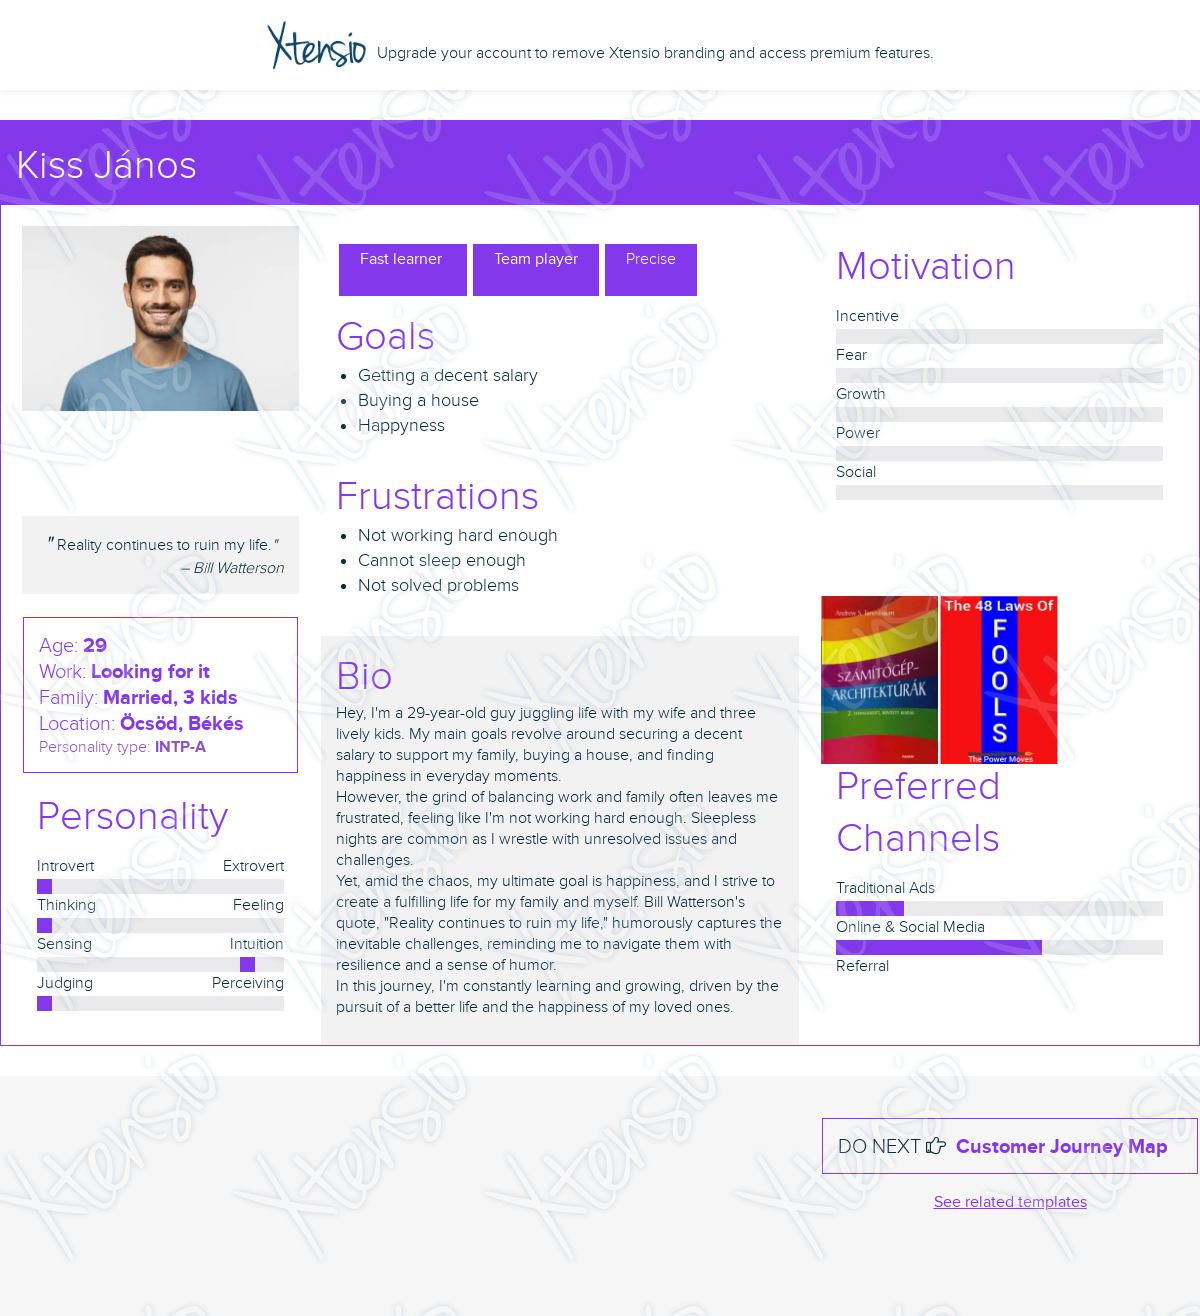 Xtensio Upgrade your account to remove Xtensio branding and access premium features.
Kiss János
"Reality continues to ruin my life."
– Bill Watterson
Age: 29
Work: Looking for it
Family: Married, 3 kids
Location: Öcsöd, Békés
Personality type: INTP-A
Personality
Introvert Extrovert
Thinking Feeling
Sensing Intuition
Judging Perceiving
Fast learner Team player Precise
Goals
Getting a decent salary
Buying a house
Happyness
Frustrations
Not working hard enough
Cannot sleep enough
Not solved problems
Bio
Hey, I'm a 29-year-old guy juggling life with my wife and three
lively kids. My main goals revolve around securing a decent
salary to support my family, buying a house, and finding
happiness in everyday moments.
However, the grind of balancing work and family often leaves me
frustrated, feeling like I'm not working hard enough. Sleepless
nights are common as I wrestle with unresolved issues and
challenges.
Yet, amid the chaos, my ultimate goal is happiness, and I strive to
create a fulfilling life for my family and myself. Bill Watterson's
quote, "Reality continues to ruin my life," humorously captures the
inevitable challenges, reminding me to navigate them with
resilience and a sense of humor.
In this journey, I'm constantly learning and growing, driven by the
pursuit of a better life and the happiness of my loved ones.
Motivation
Incentive
Fear
Growth
Power
Social
Andrew S. Tanenbaum
SZÁMÍTÓGÉP-
ARCHITEKTÚRÁK
The 48 Laws Of
F
O
O
L
S
The Power Moves
Preferred
Channels
Traditional Ads
Online & Social Media
Referral
DO NEXT Customer Journey Map
See related templates